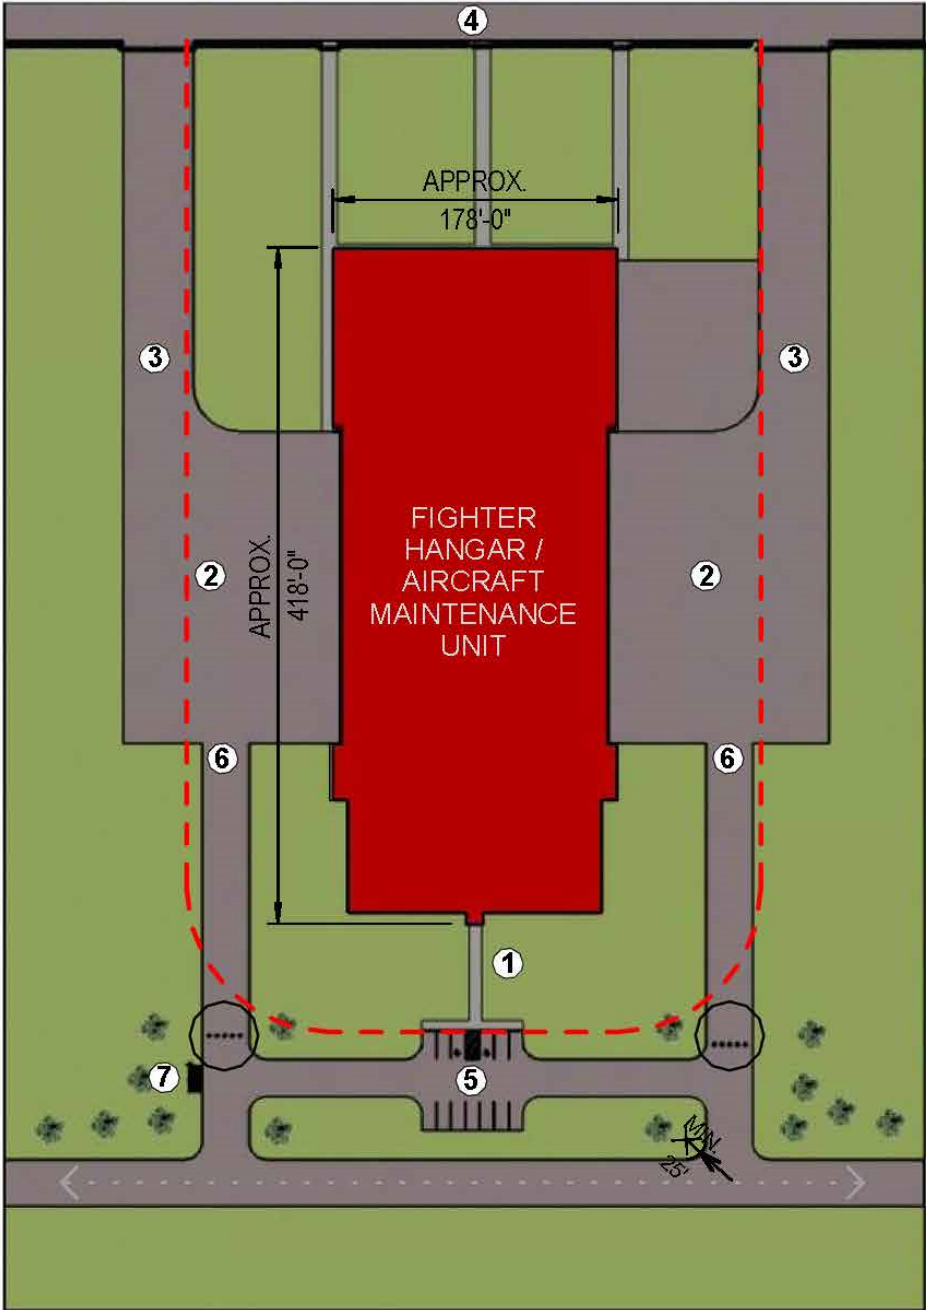 4
APPROX.
178'-0"
3
3
FIGHTER
HANGAR /
AIRCRAFT
MAINTENANCE
UNIT
APPROX.
418'-0"
2
2
6
6
1
7
5
MIN.
25'